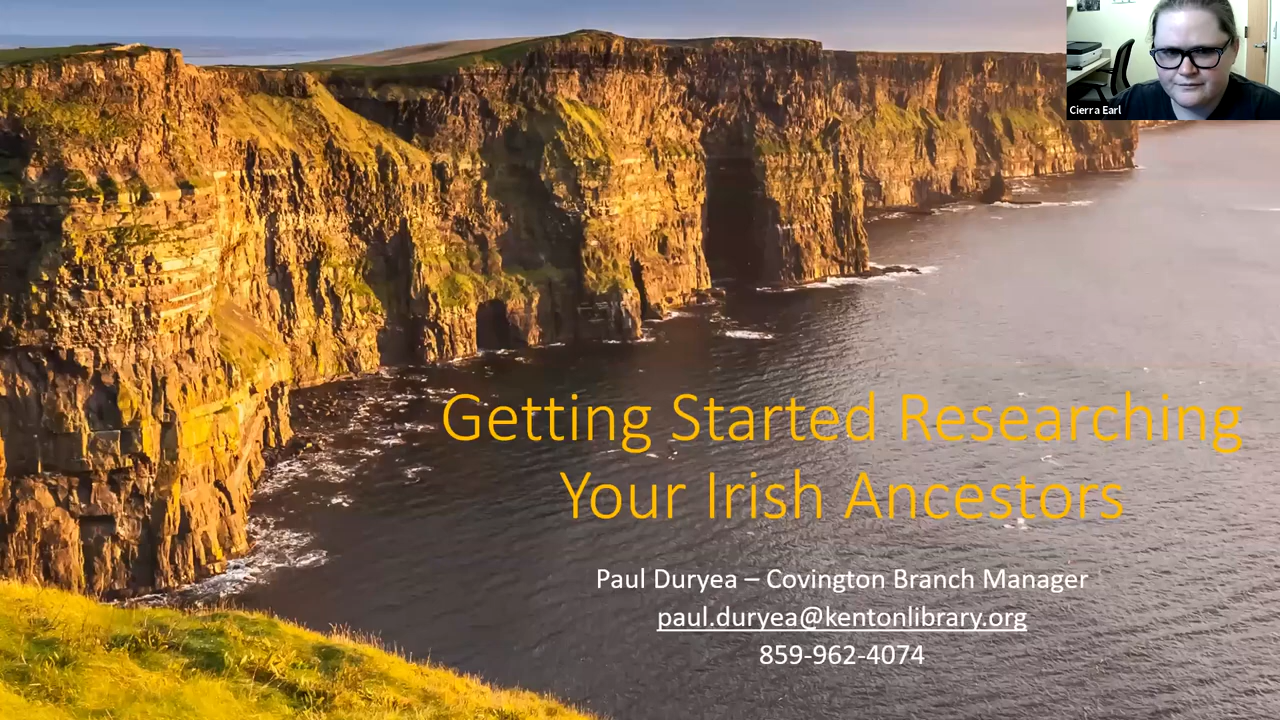 Cierra Earl
Getting Started Researching
Your Irish Ancestors
Paul Duryea – Covington Branch Manager
paul.duryea@kentonlibrary.org
859-962-4074